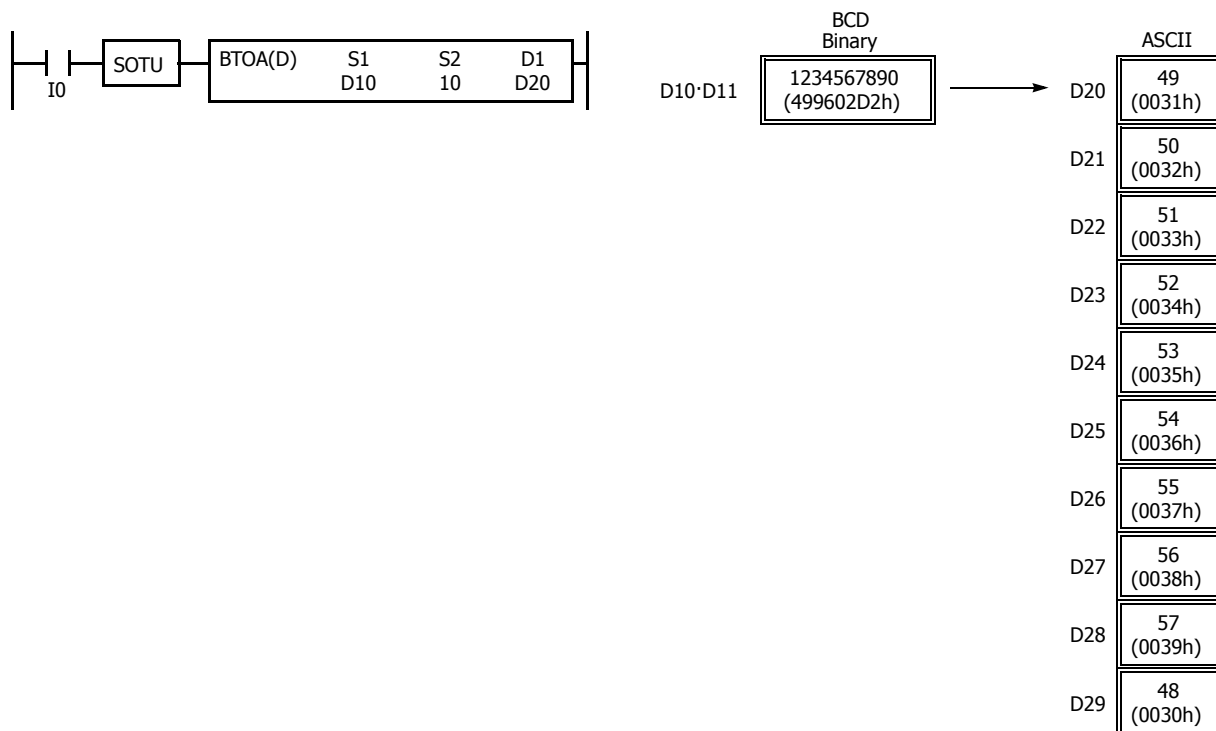 I0
SOTU
BTOA(D) S1 S2 D1
D10 10 D20
BCD
Binary
D10·D11
1234567890
(499602D2h)
ASCII
D20
49
(0031h)
D21
50
(0032h)
D22
51
(0033h)
D23
52
(0034h)
D24
53
(0035h)
D25
54
(0036h)
D26
55
(0037h)
D27
56
(0038h)
D28
57
(0039h)
D29
48
(0030h)